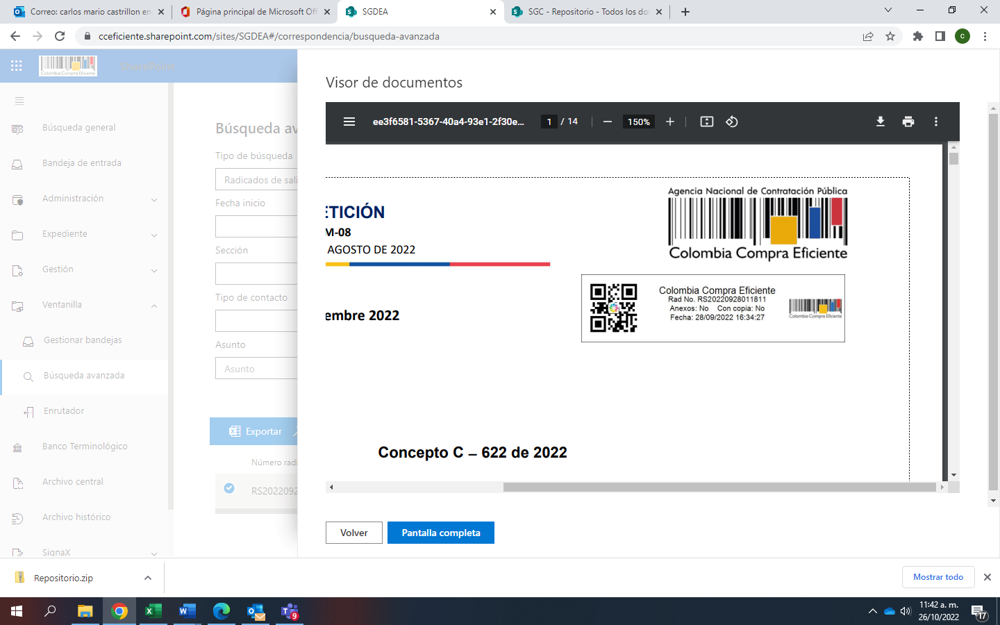 Correo: carlos mario castrillon en
Página principal de Microsoft Off
SGDEA
SGC - Repositorio - Todos los do
cceficiente.sharepoint.com/sites/SGDEA#/correspondencia/busqueda-avanzada
C
Colombia Compra Eficiente
SharePoint
Búsqueda general
Bandeja de entrada
Administración
Expediente
Gestión
Ventanilla
Gestionar bandejas
Búsqueda avanzada
Enrutador
Banco Terminológico
Archivo central
Archivo histórico
SignaX
Búsqueda av
Tipo de búsqueda
Radicados de sali
Fecha inicio
Sección
Tipo de contacto
Asunto
Asunto
Exportar
Número radi
RS2022092
Visor de documentos
ee3f6581-5367-40a4-93e1-2f30e...
1 / 14
150%
ETICIÓN
M-08
AGOSTO DE 2022
Agencia Nacional de Contratación Pública
Colombia Compra Eficiente
Colombia Compra Eficiente
Rad No. RS20220928011811
Anexos: No Con copia: No
Fecha: 28/09/2022 16:34:27
Colombia Compra Eficiente
embre 2022
Concepto C – 622 de 2022
Volver
Pantalla completa
Repositorio.zip
Mostrar todo
9
11:42 a. m.
26/10/2022
17